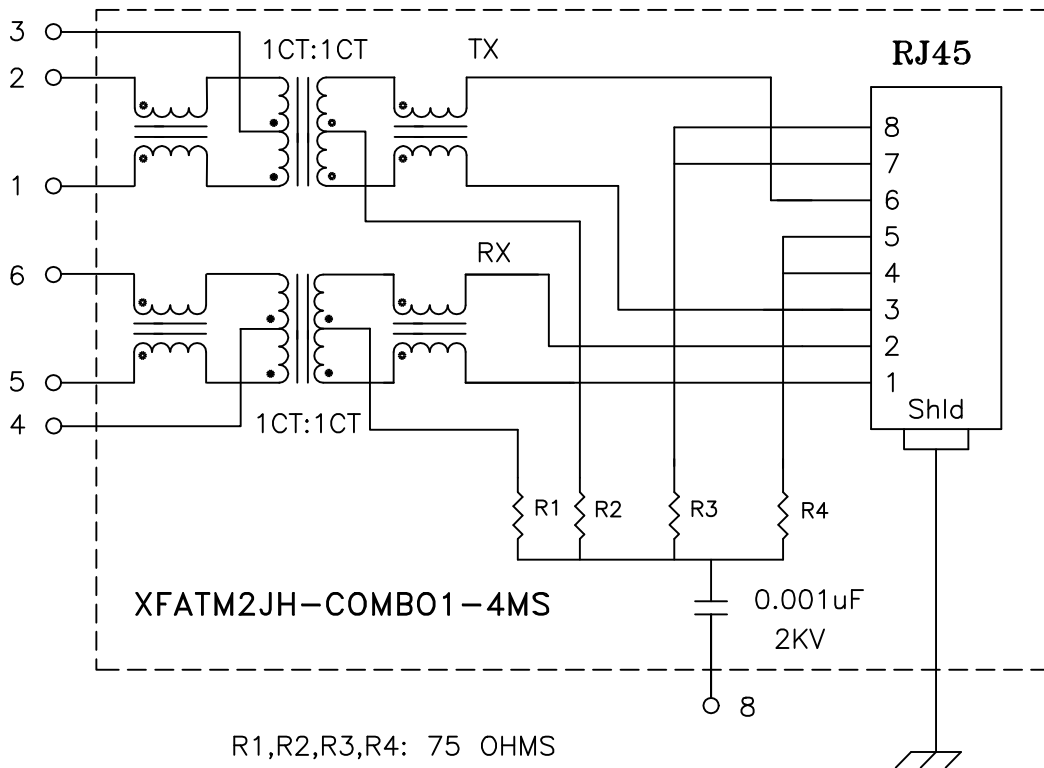 3
1CT:1CT
TX
RJ45
2
8
7
1
6
5
RX
6
4
3
2
5
1
4
1CT:1CT
Shld
R1
R2
R3
R4
XFATM2JH-COMBO1-4MS
0.001uF
2KV
8
R1,R2,R3,R4: 75 OHMS